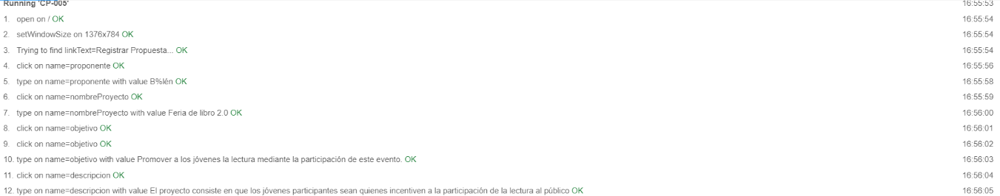 Running 'CP-005' 16:55:53
1. open on / OK 16:55:54
2. setWindowSize on 1376x784 OK 16:55:54
3. Trying to find linkText=Registrar Propuesta... OK 16:55:54
4. click on name=proponente OK 16:55:56
5. type on name=proponente with value B%lén OK 16:55:58
6. click on name=nombreProyecto OK 16:55:59
7. type on name=nombreProyecto with value Feria de libro 2.0 OK 16:56:00
8. click on name=objetivo OK 16:56:01
9. click on name=objetivo OK 16:56:02
10. type on name=objetivo with value Promover a los jóvenes la lectura mediante la participación de este evento. OK 16:56:03
11. click on name=descripcion OK 16:56:04
12. type on name=descripcion with value El proyecto consiste en que los jóvenes participantes sean quienes incentiven a la participación de la lectura al público OK 16:56:05